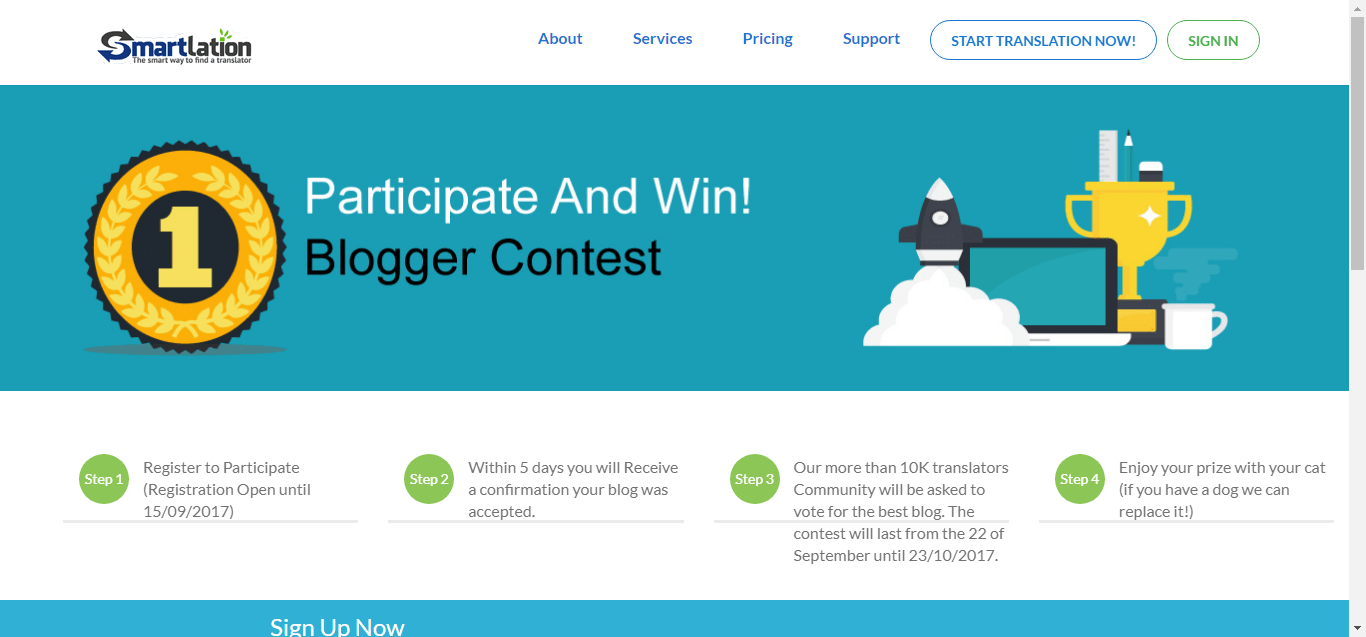 Smartlation
The smart way to find a translator
About
Services
Pricing
Support
START TRANSLATION NOW!
SIGN IN
1
Participate And Win!
Blogger Contest
Step 1
Register to Participate
(Registration Open until
15/09/2017)
Step 2
Within 5 days you will Receive
a confirmation your blog was
accepted.
Step 3
Our more than 10K translators
Community will be asked to
vote for the best blog. The
contest will last from the 22 of
September until 23/10/2017.
Step 4
Enjoy your prize with your cat
(if you have a dog we can
replace it!)
Sign Up Now